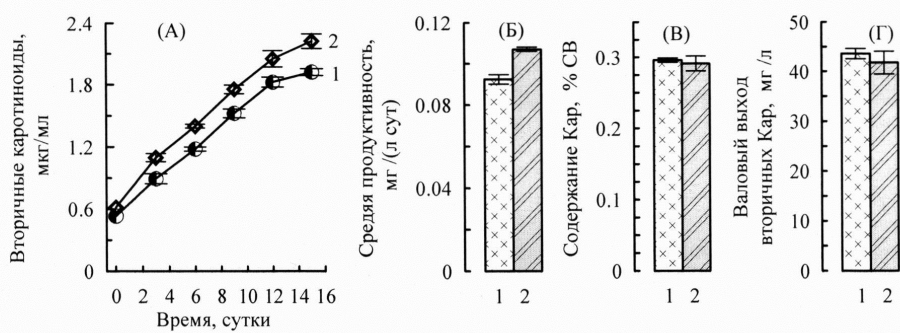 Вторичные каротиноиды,
мкг/мл
2.4
1.8
1.2
0.6
0
(А)
2
1
0 2 4 6 8 10 12 14 16
Время, сутки
Средяя продуктивность,
мг /(л сут)
0.12
0.08
0.04
0
(Б)
1 2
Содержание Кар, % СВ
0.3
0.2
0.1
0
(В)
1 2
Валовый выход
вторичных Кар, мг /л
50
40
30
20
10
0
(Г)
1 2